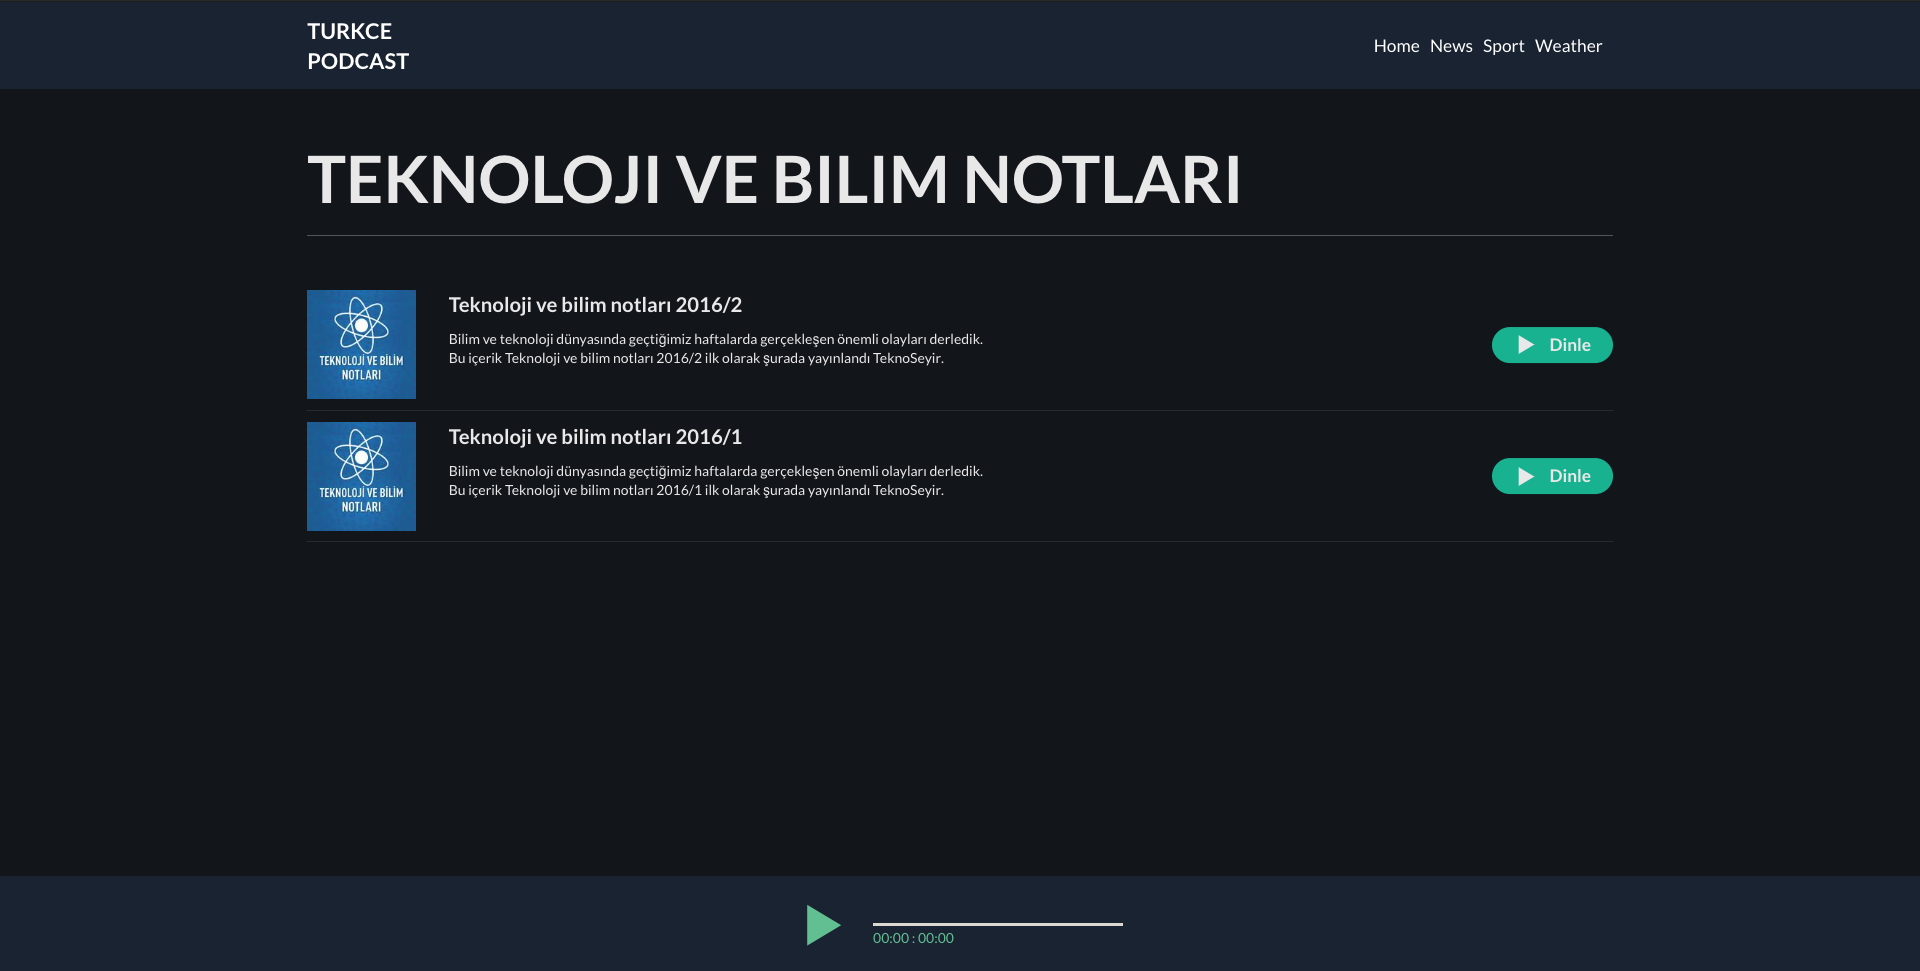 TURKCE
PODCAST
Home News Sport Weather
TEKNOLOJI VE BILIM NOTLARI
TEKNOLOJİ VE BİLİM
NOTLARI
Teknoloji ve bilim notları 2016/2
Bilim ve teknoloji dünyasında geçtiğimiz haftalarda gerçekleşen önemli olayları derledik.
Bu içerik Teknoloji ve bilim notları 2016/2 ilk olarak şurada yayınlandı TeknoSeyir.
Dinle
TEKNOLOJİ VE BİLİM
NOTLARI
Teknoloji ve bilim notları 2016/1
Bilim ve teknoloji dünyasında geçtiğimiz haftalarda gerçekleşen önemli olayları derledik.
Bu içerik Teknoloji ve bilim notları 2016/1 ilk olarak şurada yayınlandı TeknoSeyir.
Dinle
00:00 : 00:00